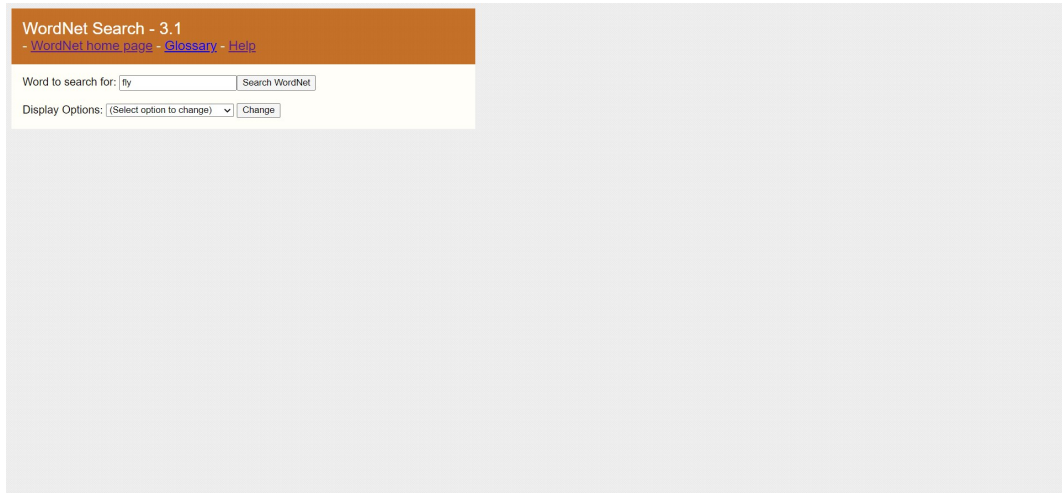 WordNet Search - 3.1
- WordNet home page - Glossary - Help
Word to search for: fly Search WordNet
Display Options: (Select option to change) Change